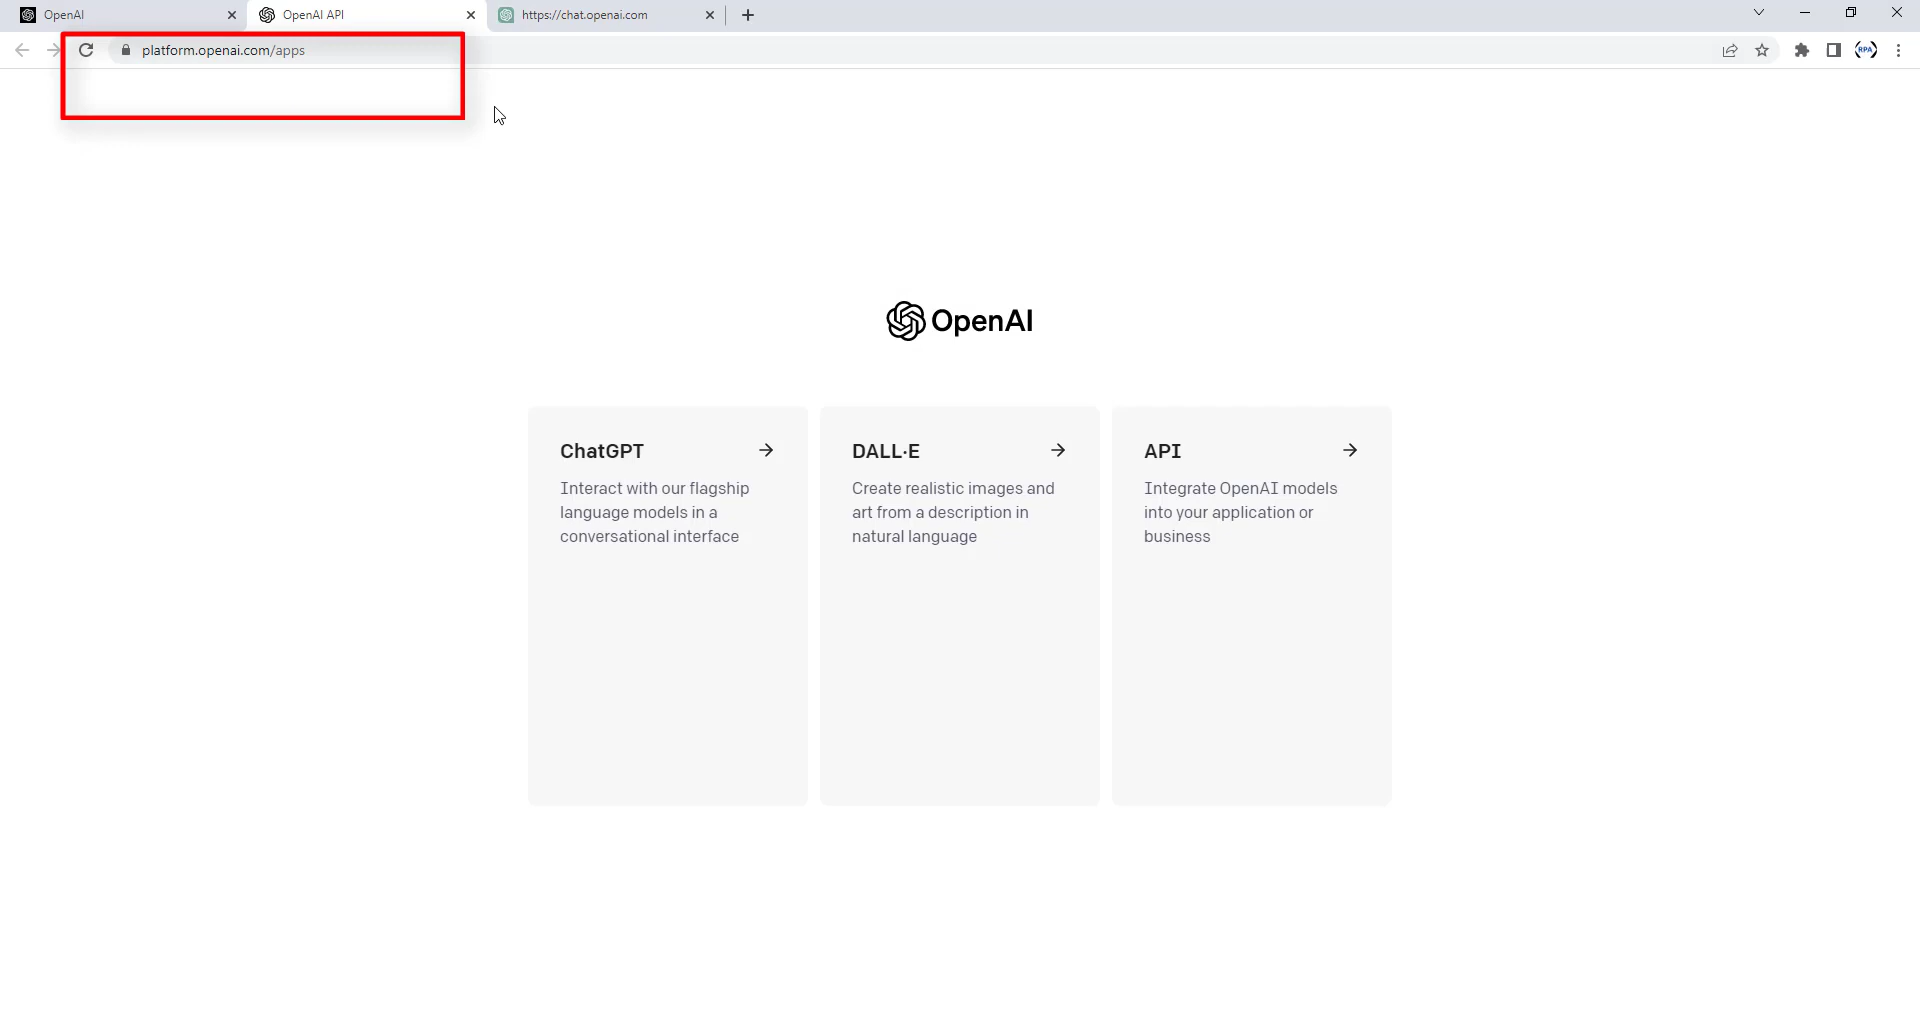 OpenAI
OpenAI API
https://chat.openai.com
platform.openai.com/apps
RPA
OpenAI
ChatGPT
Interact with our flagship
language models in a
conversational interface
DALL·E
Create realistic images and
art from a description in
natural language
API
Integrate OpenAI models
into your application or
business